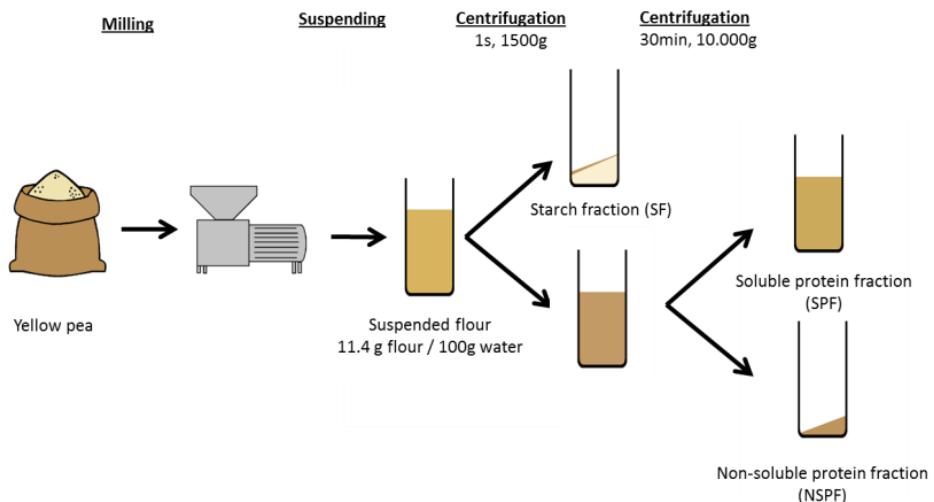 Milling
Suspending
Centrifugation
1s, 1500g
Centrifugation
30min, 10.000g
Starch fraction (SF)
Yellow pea
Suspended flour
11.4 g flour / 100g water
Soluble protein fraction
(SPF)
Non-soluble protein fraction
(NSPF)